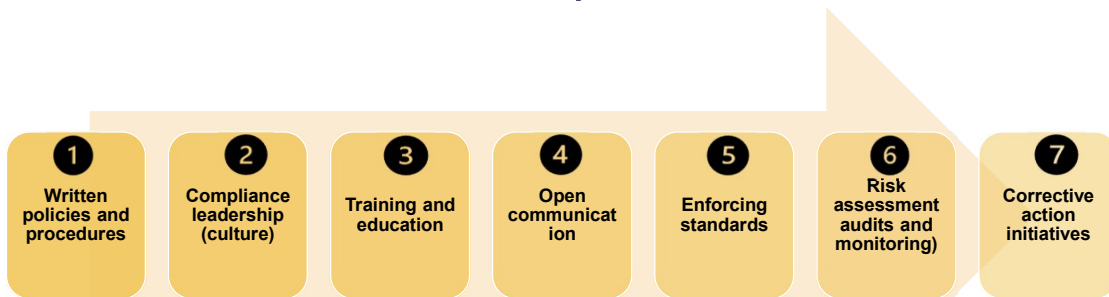 1
Written
policies and
procedures
2
Compliance
leadership
(culture)
3
Training and
education
4
Open
communicat
ion
5
Enforcing
standards
6
Risk
assessment
audits and
monitoring)
7
Corrective
action
initiatives